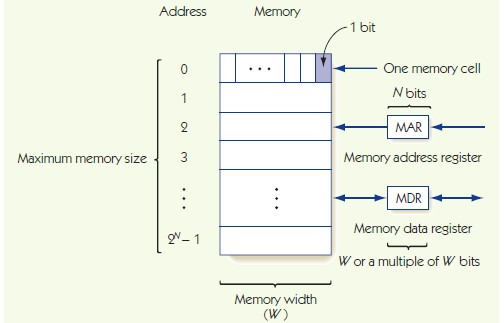 Address Memory
1 bit
0 ... One memory cell
1 N bits
2 MAR
Maximum memory size 3 Memory address register
MDR
Memory data register
2ᴺ – 1
W or a multiple of W bits
Memory width
(W)